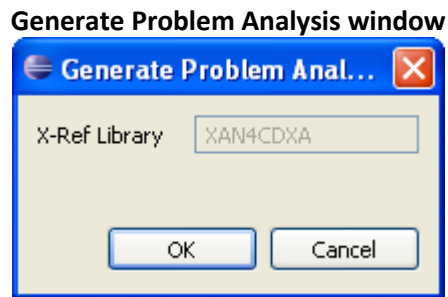 Generate Problem Analysis window
Generate Problem Anal...
X-Ref Library XAN4CDXA
OK Cancel